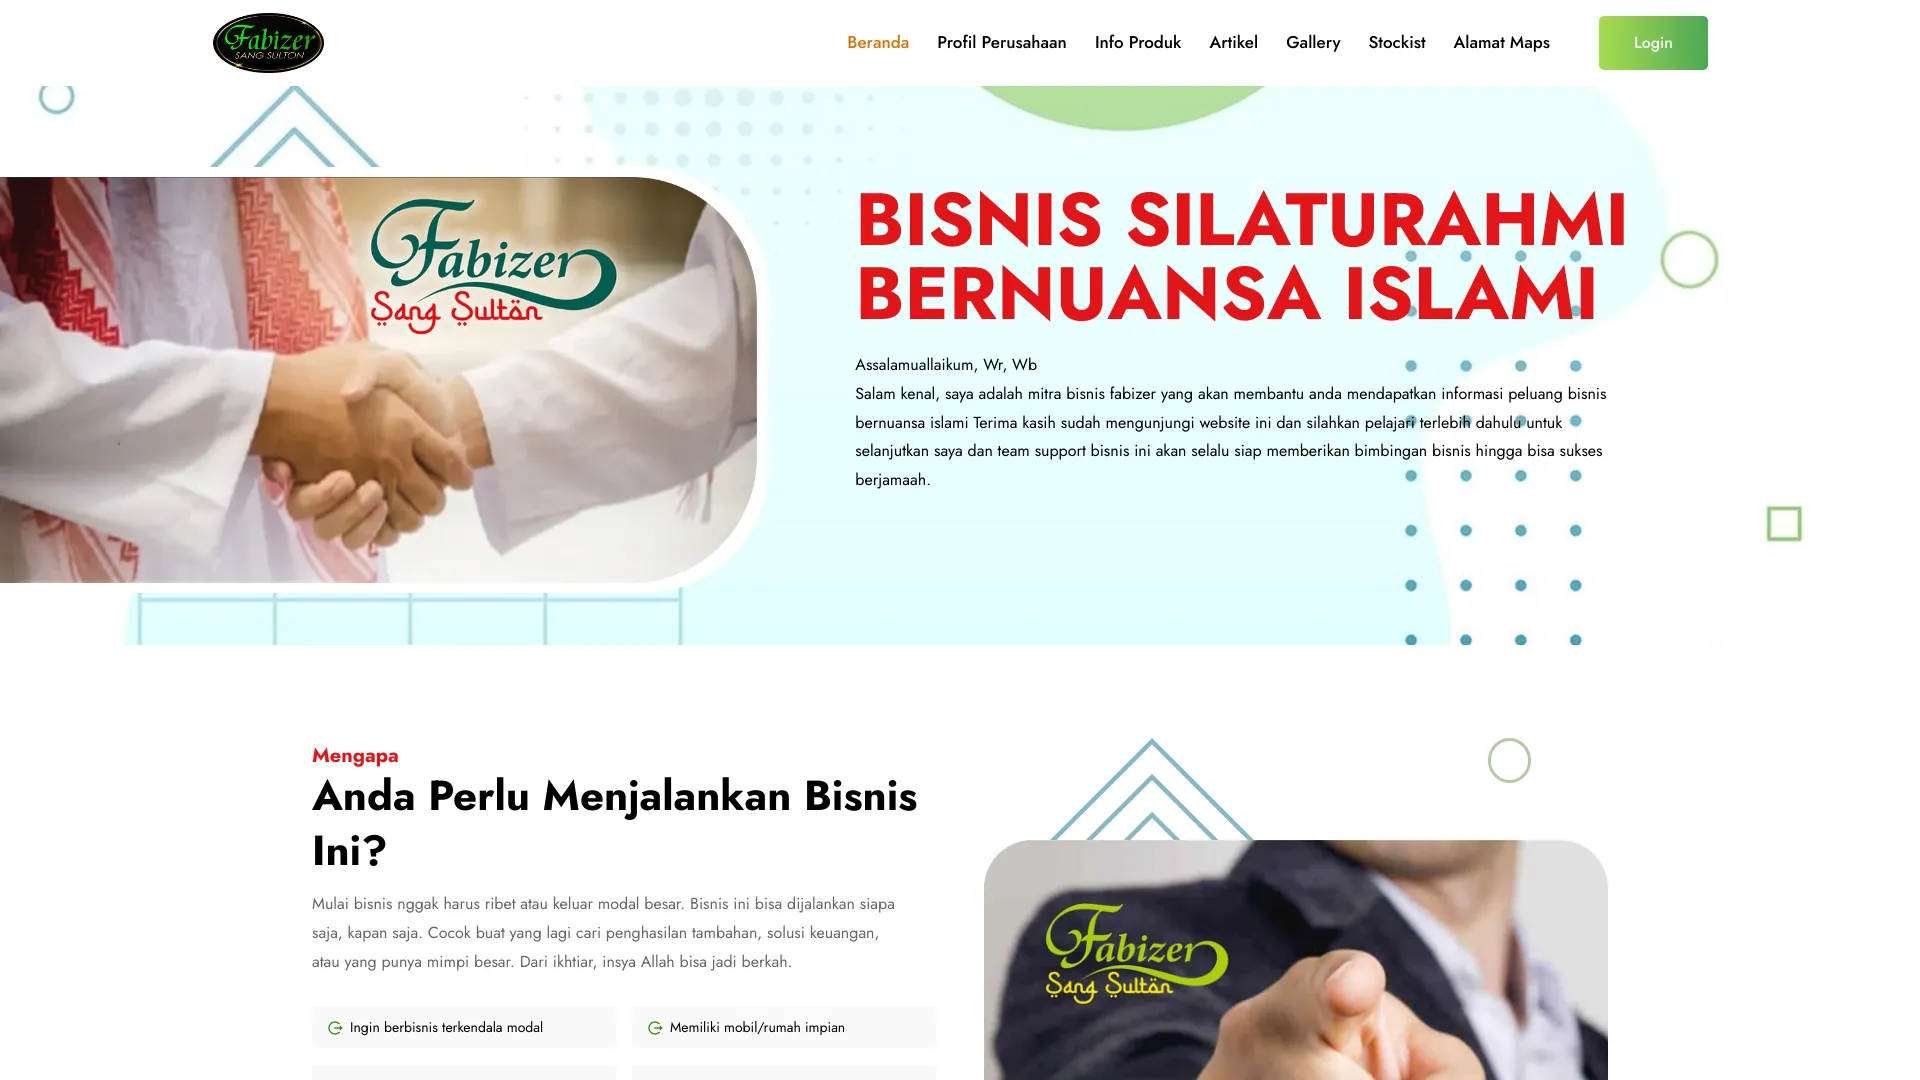 Fabizer
SANG SULTON
Beranda
Profil Perusahaan
Info Produk
Artikel
Gallery
Stockist
Alamat Maps
Login
Fabizer
Sang Sultön
BISNIS SILATURAHMI
BERNUANSA ISLAMI
Assalamuallaikum, Wr, Wb
Salam kenal, saya adalah mitra bisnis fabizer yang akan membantu anda mendapatkan informasi peluang bisnis
bernuansa islami Terima kasih sudah mengunjungi website ini dan silahkan pelajari terlebih dahulu untuk
selanjutkan saya dan team support bisnis ini akan selalu siap memberikan bimbingan bisnis hingga bisa sukses
berjamaah.
Mengapa
Anda Perlu Menjalankan Bisnis
Ini?
Mulai bisnis nggak harus ribet atau keluar modal besar. Bisnis ini bisa dijalankan siapa
saja, kapan saja. Cocok buat yang lagi cari penghasilan tambahan, solusi keuangan,
atau yang punya mimpi besar. Dari ikhtiar, insya Allah bisa jadi berkah.
Ingin berbisnis terkendala modal
Memiliki mobil/rumah impian
Fabizer
Sang Sultön